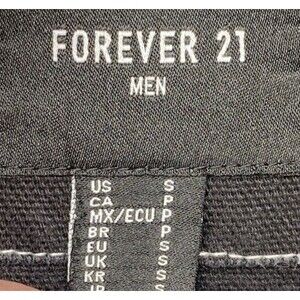 FOREVER 21
MEN
US S
CA P
MX/ECU P
BR P
EU S
UK S
KR S